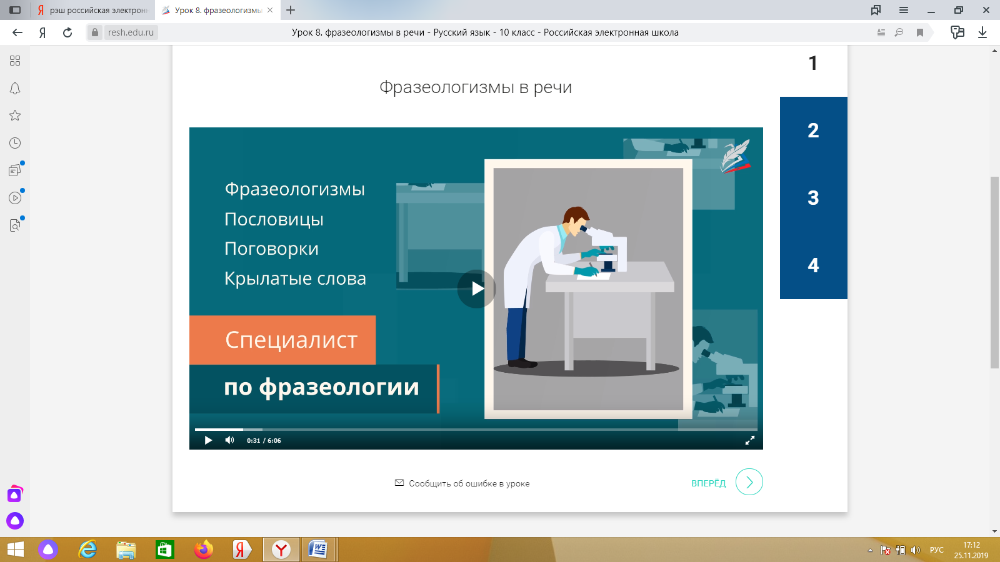 рэш российская электрон
Урок 8. фразеологизмы
resh.edu.ru
Урок 8. фразеологизмы в речи - Русский язык - 10 класс - Российская электронная школа
1
Фразеологизмы в речи
2
3
4
Фразеологизмы
Пословицы
Поговорки
Крылатые слова
Специалист
по фразеологии
0:31 / 6:06
Сообщить об ошибке в уроке
ВПЕРЁД
РУС
17:12
25.11.2019